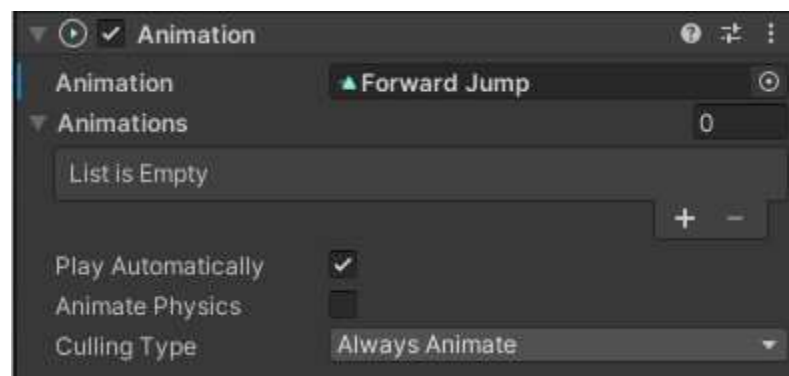 Animation
Animation Forward Jump
Animations 0
List is Empty
Play Automatically
Animate Physics
Culling Type Always Animate